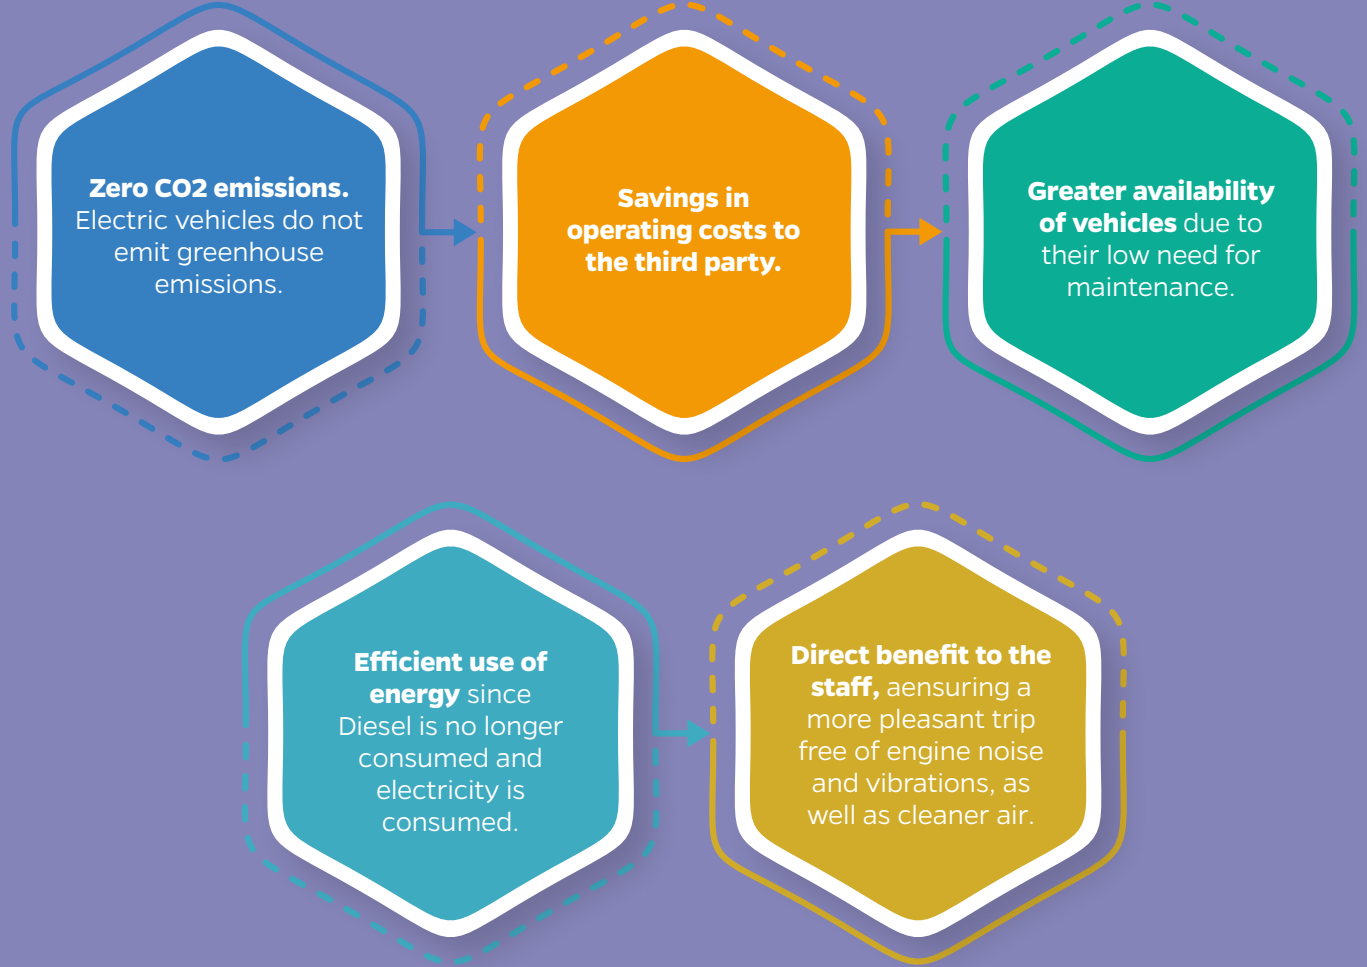 Zero CO2 emissions.
Electric vehicles do not
emit greenhouse
emissions.
Savings in
operating costs to
the third party.
Greater availability
of vehicles due to
their low need for
maintenance.
Efficient use of
energy since
Diesel is no longer
consumed and
electricity is
consumed.
Direct benefit to the
staff, aensuring a
more pleasant trip
free of engine noise
and vibrations, as
well as cleaner air.